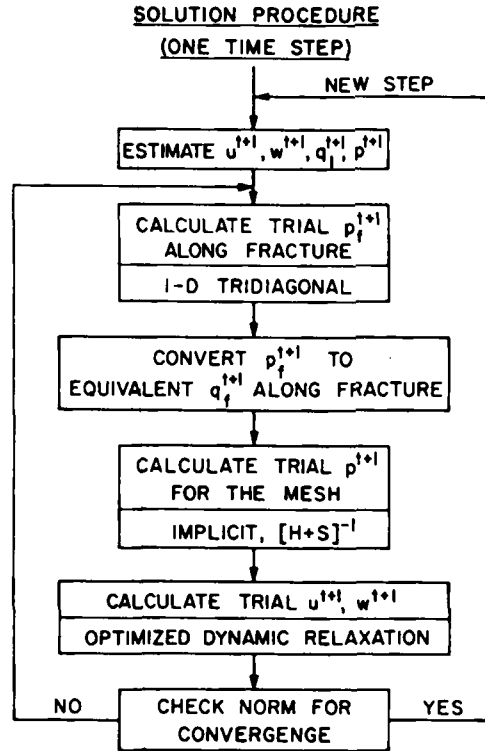 SOLUTION PROCEDURE
(ONE TIME STEP)
NEW STEP
ESTIMATE u^{t+1}, w^{t+1}, q_l^{t+1}, p^{t+1}
CALCULATE TRIAL p_f^{t+1}
ALONG FRACTURE
1-D TRIDIAGONAL
CONVERT p_f^{t+1} TO
EQUIVALENT q_f^{t+1} ALONG FRACTURE
CALCULATE TRIAL p^{t+1}
FOR THE MESH
IMPLICIT, [H+S]^{-1}
CALCULATE TRIAL u^{t+1}, w^{t+1}
OPTIMIZED DYNAMIC RELAXATION
NO
CHECK NORM FOR
CONVERGENGE
YES